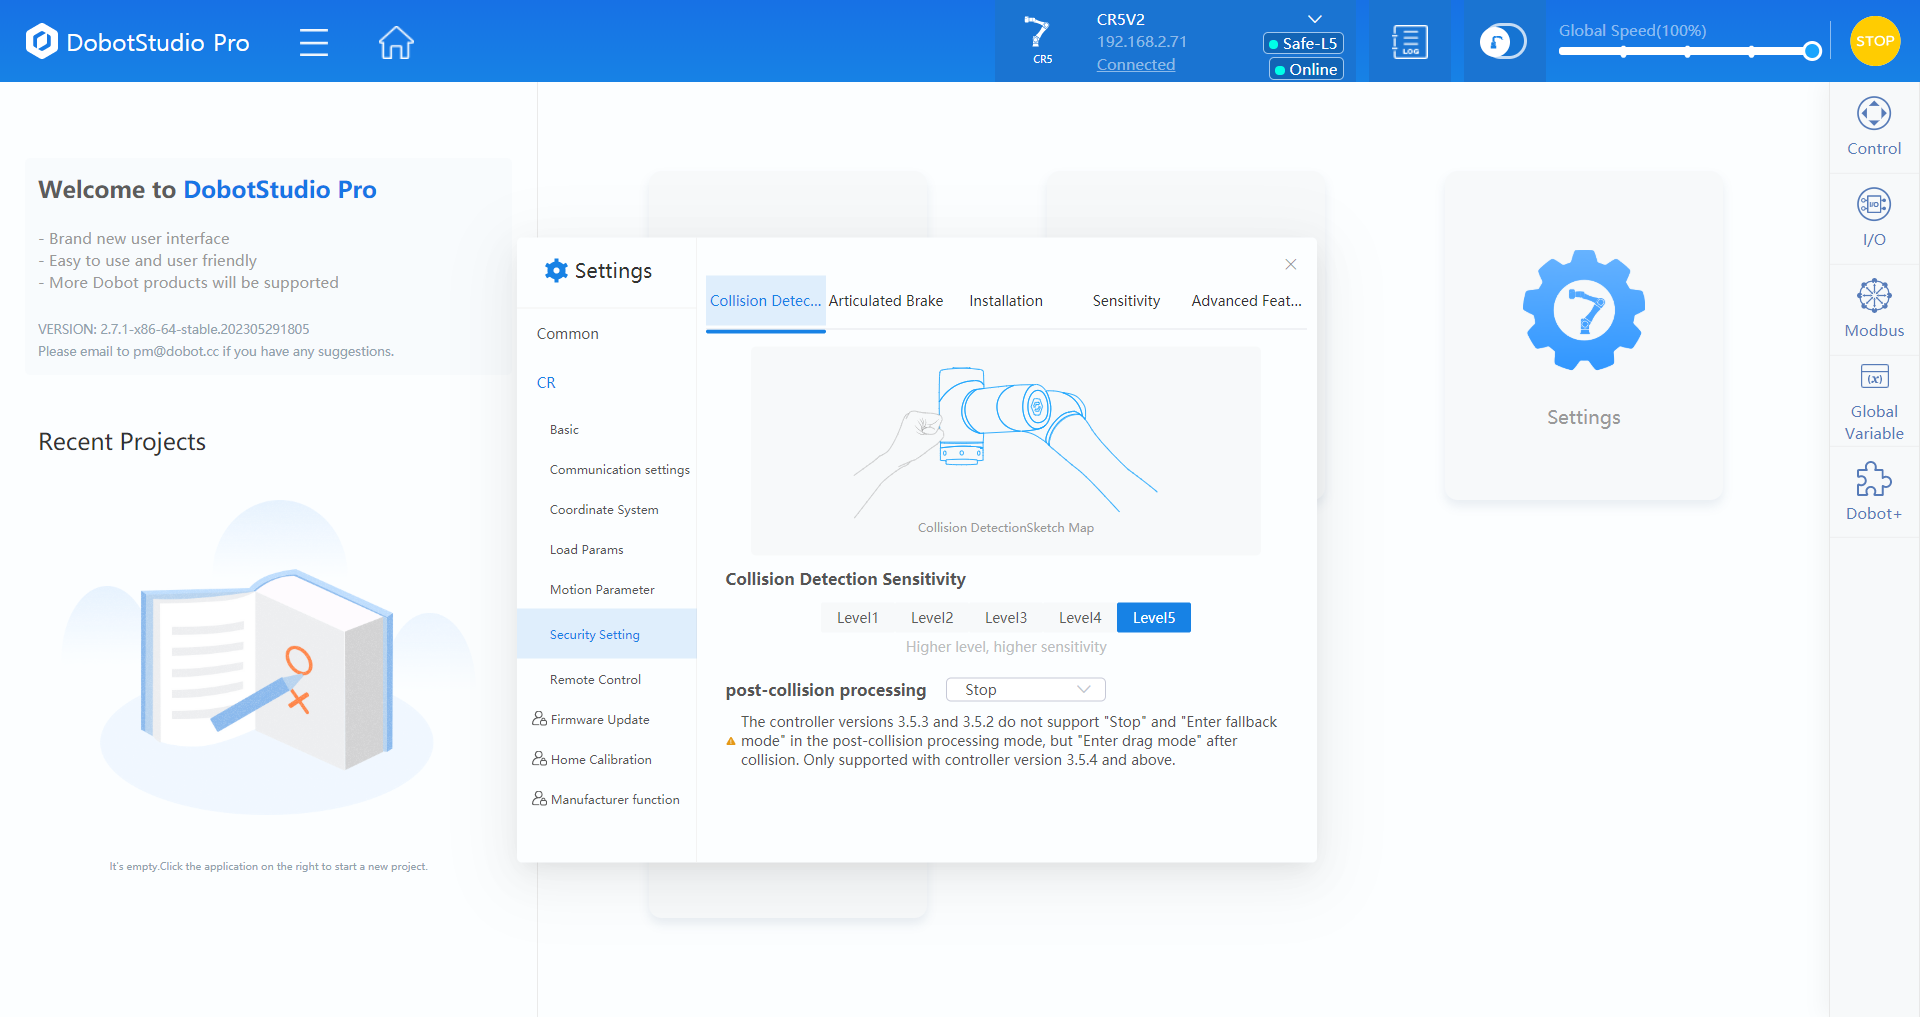 DobotStudio Pro
CR5
CR5V2
192.168.2.71
Connected
Safe-L5
Online
LOG
Global Speed(100%)
STOP
Welcome to DobotStudio Pro
- Brand new user interface
- Easy to use and user friendly
- More Dobot products will be supported
VERSION: 2.7.1-x86-64-stable.202305291805
Please email to pm@dobot.cc if you have any suggestions.
Recent Projects
It's empty.Click the application on the right to start a new project.
Settings
Common
CR
Basic
Communication settings
Coordinate System
Load Params
Motion Parameter
Security Setting
Remote Control
Firmware Update
Home Calibration
Manufacturer function
Collision Detec... Articulated Brake Installation Sensitivity Advanced Feat...
Collision DetectionSketch Map
Collision Detection Sensitivity
Level1 Level2 Level3 Level4 Level5
Higher level, higher sensitivity
post-collision processing Stop
The controller versions 3.5.3 and 3.5.2 do not support "Stop" and "Enter fallback
mode" in the post-collision processing mode, but "Enter drag mode" after
collision. Only supported with controller version 3.5.4 and above.
Settings
Control
I/O
I/O
Modbus
(x)
Global
Variable
Dobot+